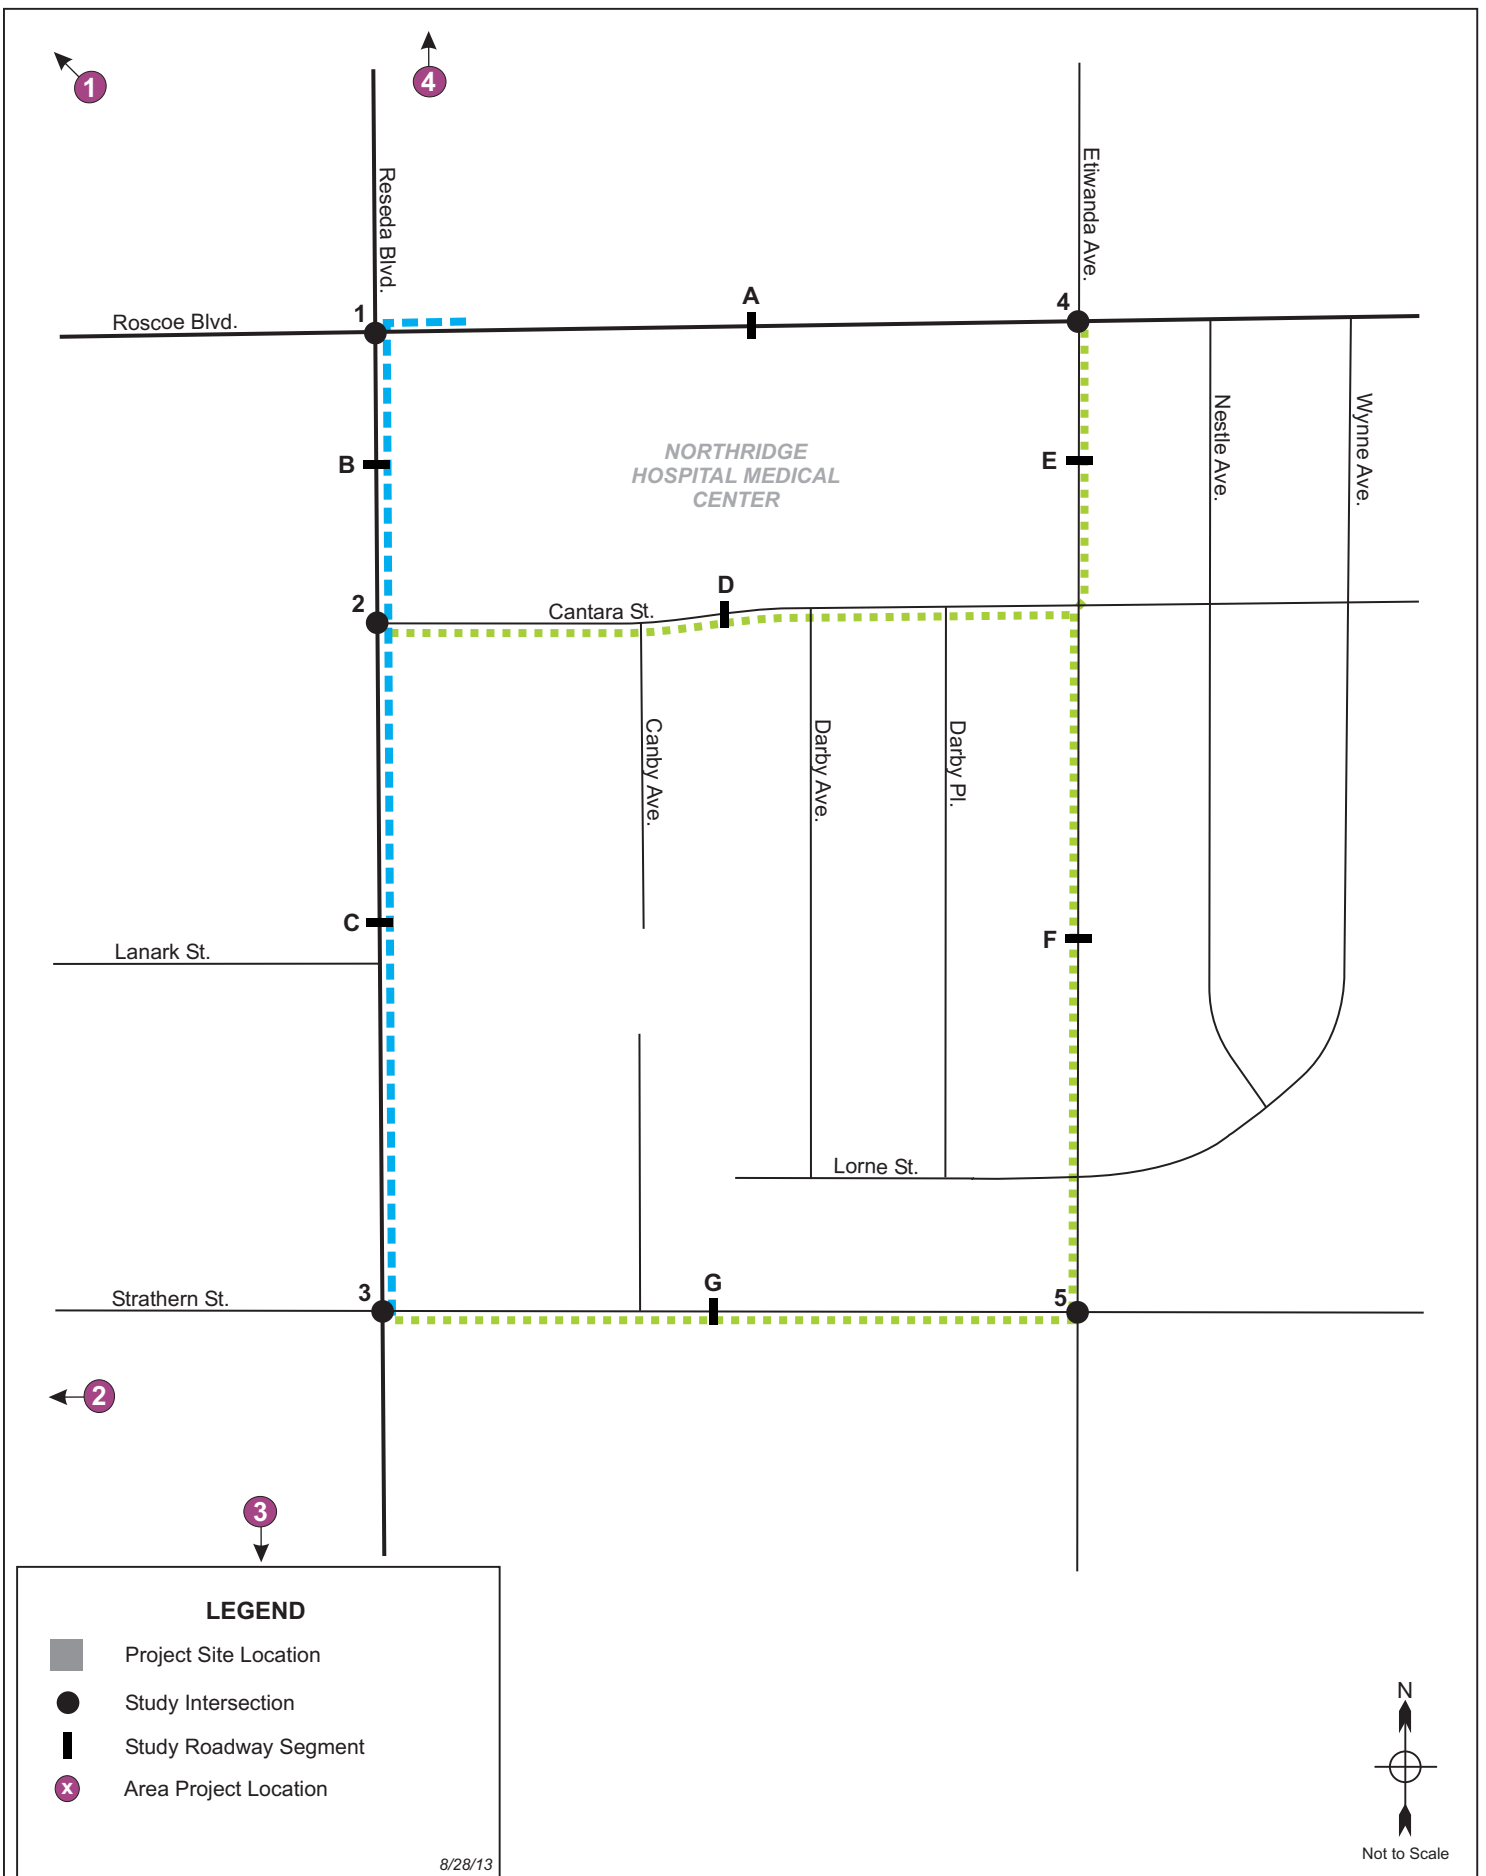 1
4
Reseda Blvd.
Etiwanda Ave.
Roscoe Blvd.
1
A
4
Nestle Ave.
Wynne Ave.
B
NORTHRIDGE
HOSPITAL MEDICAL
CENTER
E
2
Cantara St.
D
Canby Ave.
Darby Ave.
Darby Pl.
C
F
Lanark St.
Lorne St.
Strathern St.
3
G
5
2
3
LEGEND
Project Site Location
Study Intersection
Study Roadway Segment
x
Area Project Location
8/28/13
N
Not to Scale